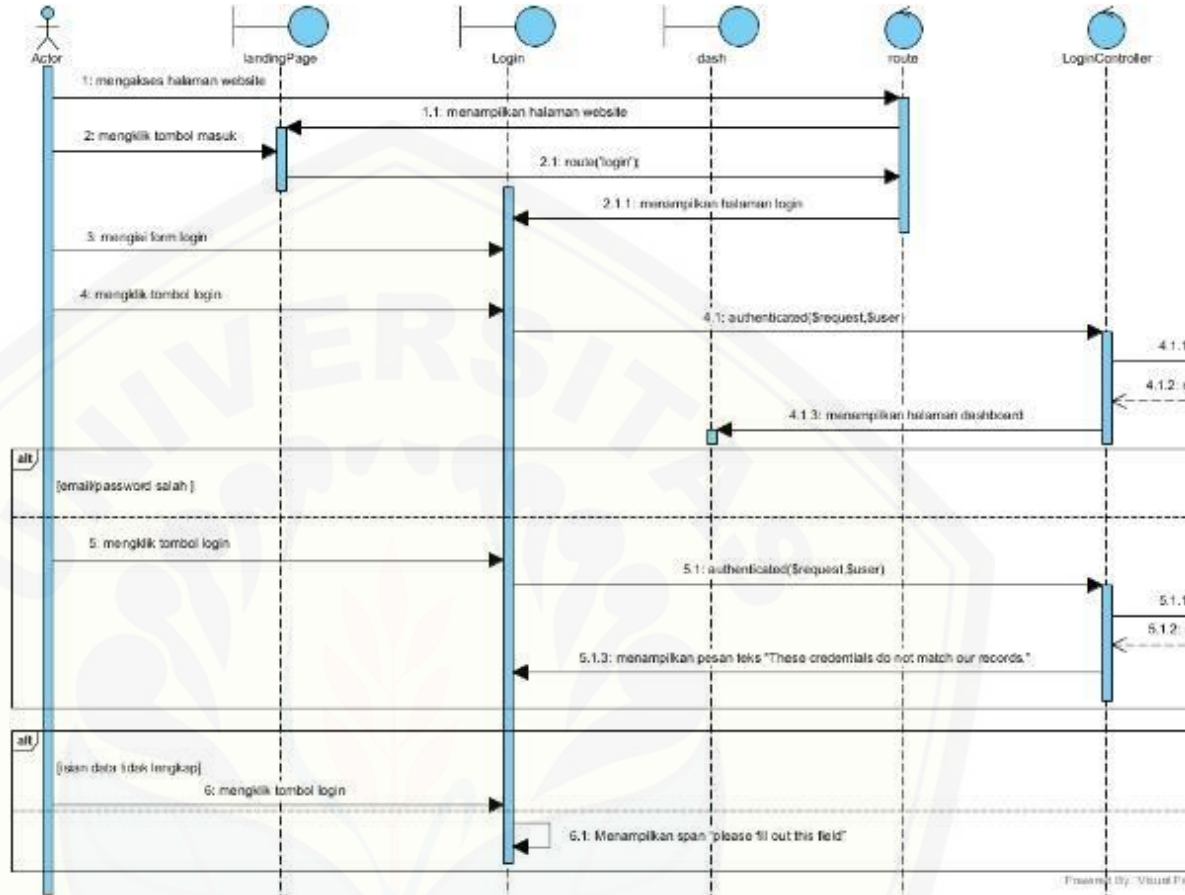 Actor
landingPage
Login
dash
route
LoginController
1: mengakses halaman website
1.1: menampilkan halaman website
2: mengklik tombol masuk
2.1: route("login");
2.1.1: menampilkan halaman login
3: mengisi form login
4: mengklik tombol login
4.1: authenticated($request,$user)
4.1.1
4.1.2:
4.1.3: menampilkan halaman dashboard
alt
[email/password salah ]
5: mengklik tombol login
5.1: authenticated($request,$user)
5.1.1
5.1.2:
5.1.3: menampilkan pesan teks "These credentials do not match our records."
alt
[isian data tidak lengkap]
6: mengklik tombol login
6.1: Menampilkan span "please fill out this field"
Powered By Visual
UNIVERSITAS